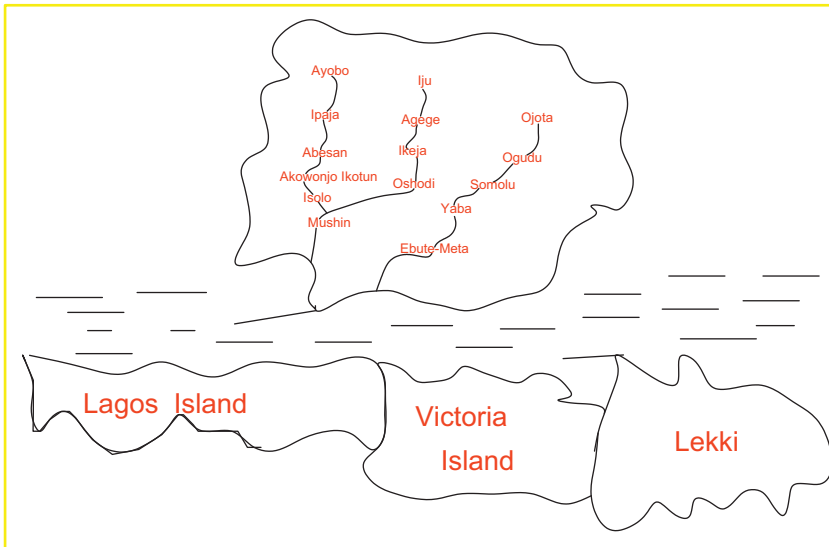 Ayobo
Iju
Ipaja
Agege
Ojota
Abesan
Ikeja
Ogudu
Akowonjo Ikotun
Oshodi
Somolu
Isolo
Yaba
Mushin
Ebute-Meta
Lagos Island
Victoria
Island
Lekki